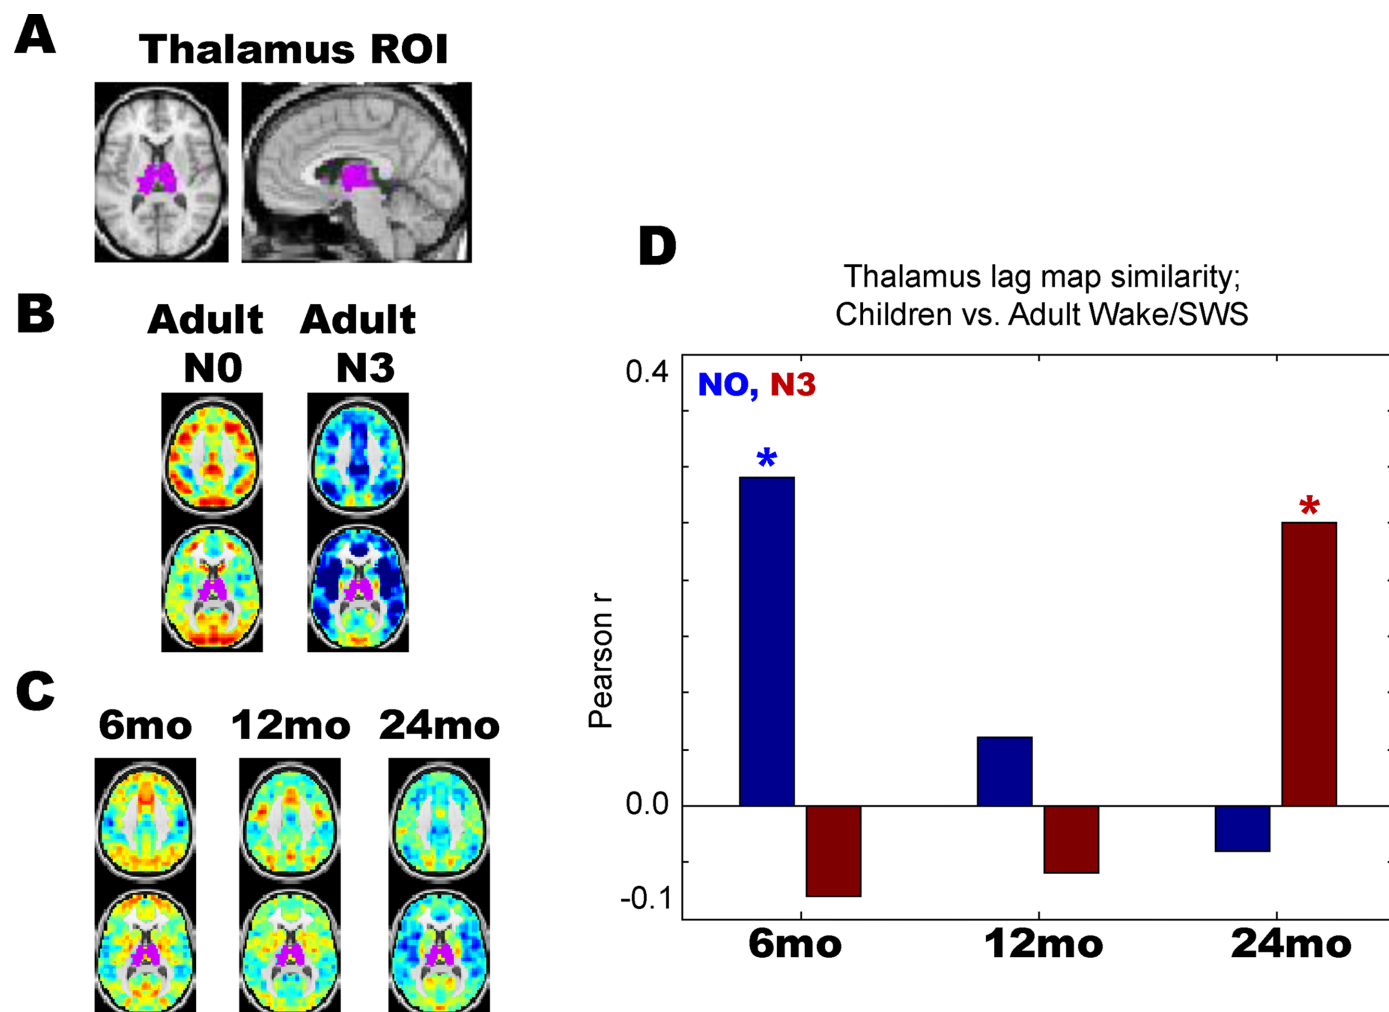 A
Thalamus ROI
B
Adult Adult
N0 N3
C
6mo 12mo 24mo
D
Thalamus lag map similarity;
Children vs. Adult Wake/SWS
0.4
NO, N3
*
*
Pearson r
0.0
-0.1
6mo 12mo 24mo